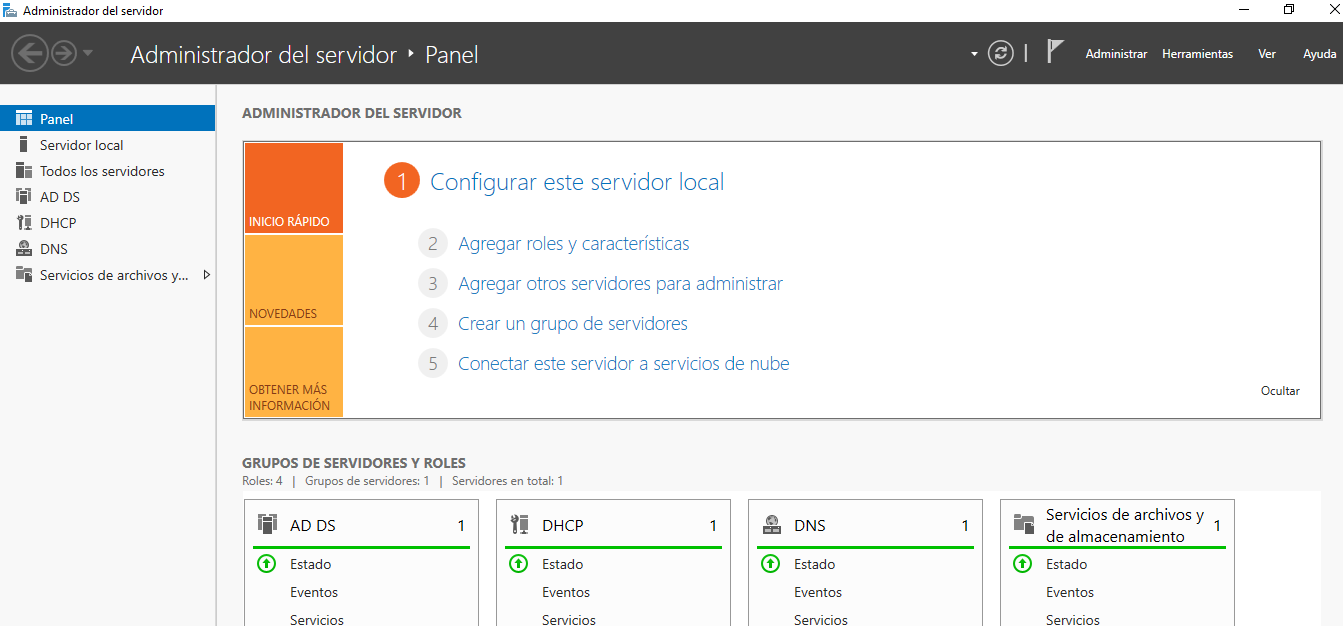 Administrador del servidor
Administrador del servidor ‣ Panel
Administrar Herramientas Ver Ayuda
Panel
Servidor local
Todos los servidores
AD DS
DHCP
DNS
Servicios de archivos y...
ADMINISTRADOR DEL SERVIDOR
INICIO RÁPIDO
NOVEDADES
OBTENER MÁS
INFORMACIÓN
1 Configurar este servidor local
2 Agregar roles y características
3 Agregar otros servidores para administrar
4 Crear un grupo de servidores
5 Conectar este servidor a servicios de nube
Ocultar
GRUPOS DE SERVIDORES Y ROLES
Roles: 4 | Grupos de servidores: 1 | Servidores en total: 1
AD DS 1
Estado
Eventos
Servicios
DHCP 1
Estado
Eventos
Servicios
DNS 1
Estado
Eventos
Servicios
Servicios de archivos y
de almacenamiento 1
Estado
Eventos
Servicios